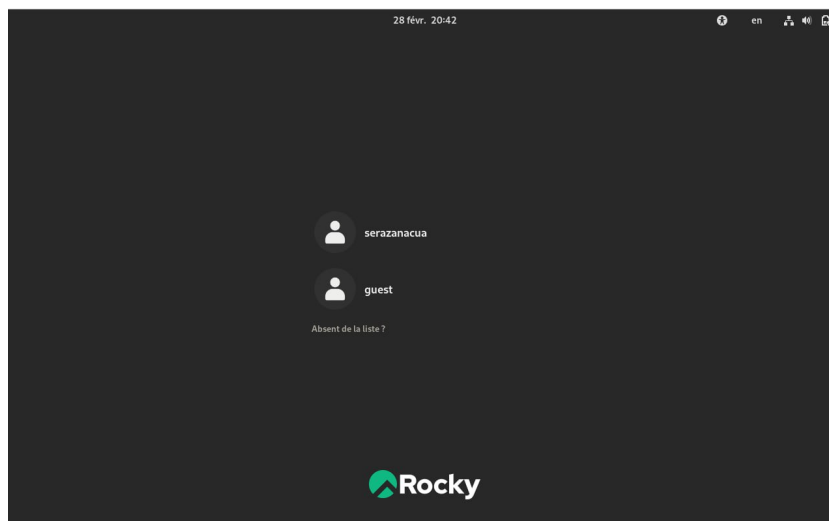 28 févr. 20:42
en
serazanacua
guest
Absent de la liste ?
Rocky